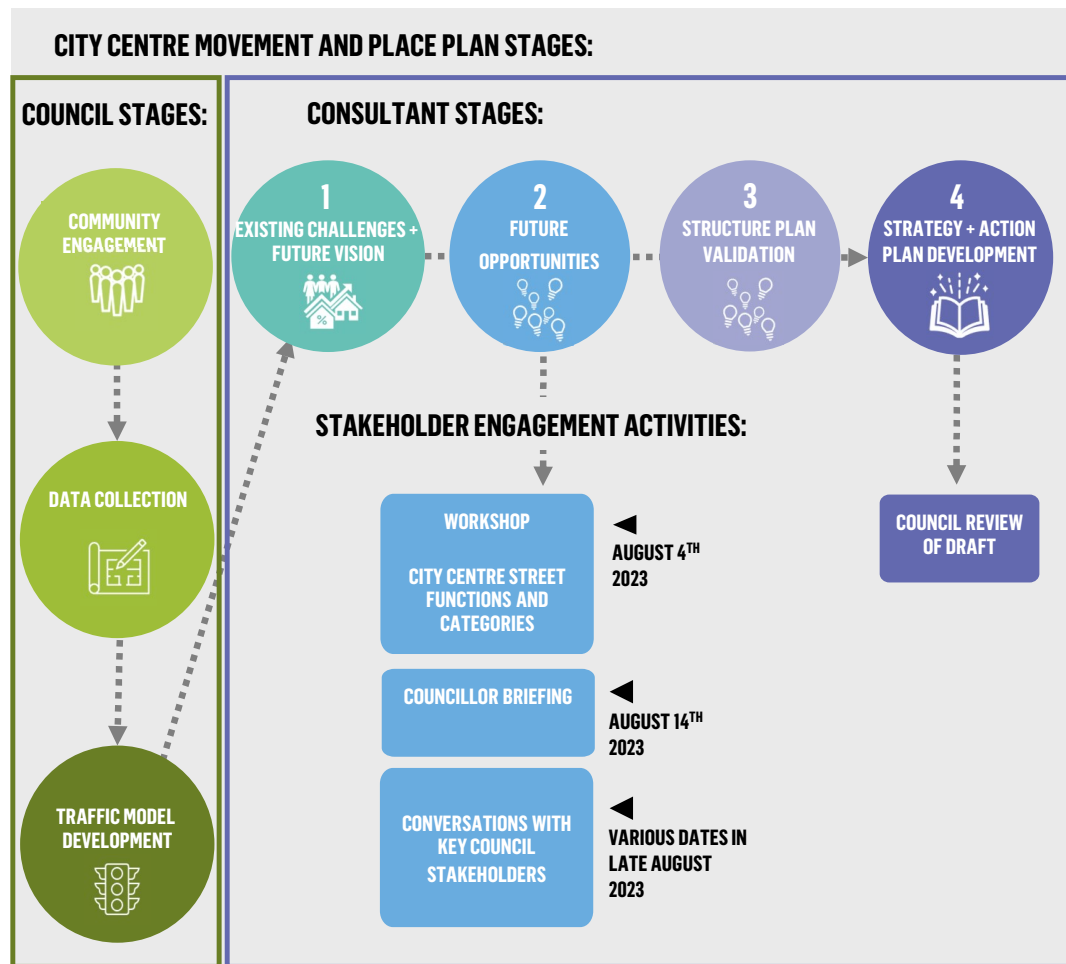 CITY CENTRE MOVEMENT AND PLACE PLAN STAGES:
COUNCIL STAGES:
COMMUNITY
ENGAGEMENT
DATA COLLECTION
TRAFFIC MODEL
DEVELOPMENT
CONSULTANT STAGES:
1
EXISTING CHALLENGES +
FUTURE VISION
%
2
FUTURE
OPPORTUNITIES
3
STRUCTURE PLAN
VALIDATION
4
STRATEGY + ACTION
PLAN DEVELOPMENT
STAKEHOLDER ENGAGEMENT ACTIVITIES:
WORKSHOP
CITY CENTRE STREET
FUNCTIONS AND
CATEGORIES
AUGUST 4TH
2023
COUNCILLOR BRIEFING
AUGUST 14TH
2023
CONVERSATIONS WITH
KEY COUNCIL
STAKEHOLDERS
VARIOUS DATES IN
LATE AUGUST
2023
COUNCIL REVIEW
OF DRAFT